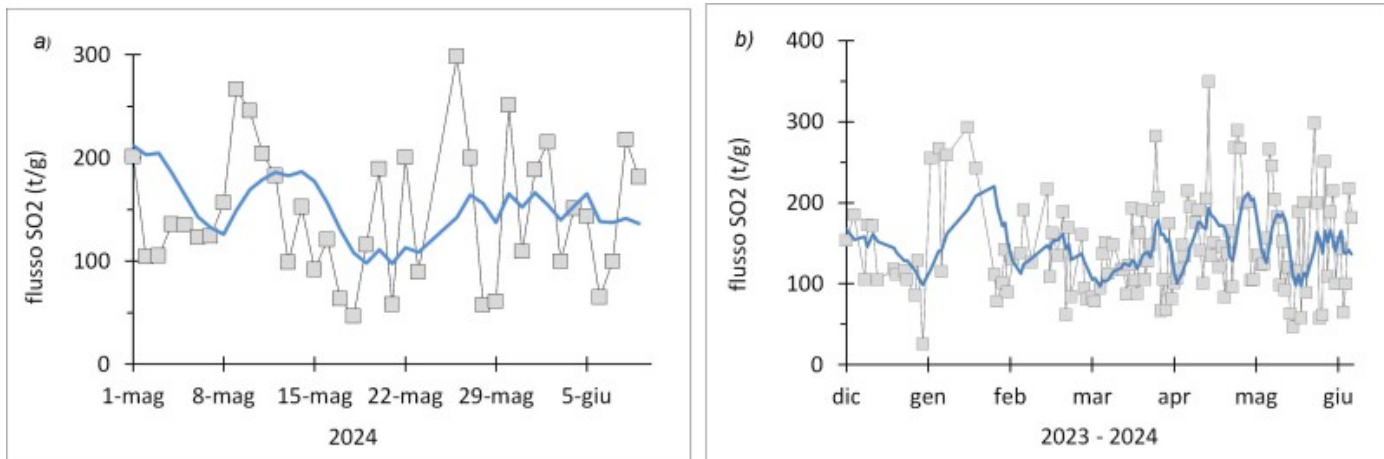 a)
flusso SO2 (t/g)
300
200
100
0
1-mag 8-mag 15-mag 22-mag 29-mag 5-giu
2024
b)
flusso SO2 (t/g)
400
300
200
100
0
dic gen feb mar apr mag giu
2023 - 2024